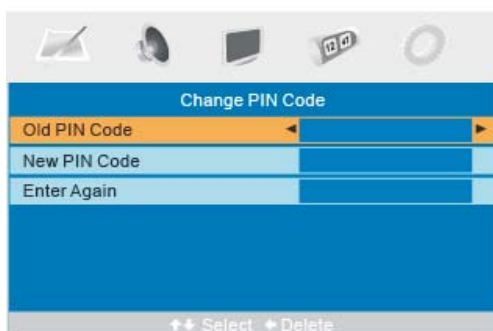 Change PIN Code
Old PIN Code
New PIN Code
Enter Again
Select Delete